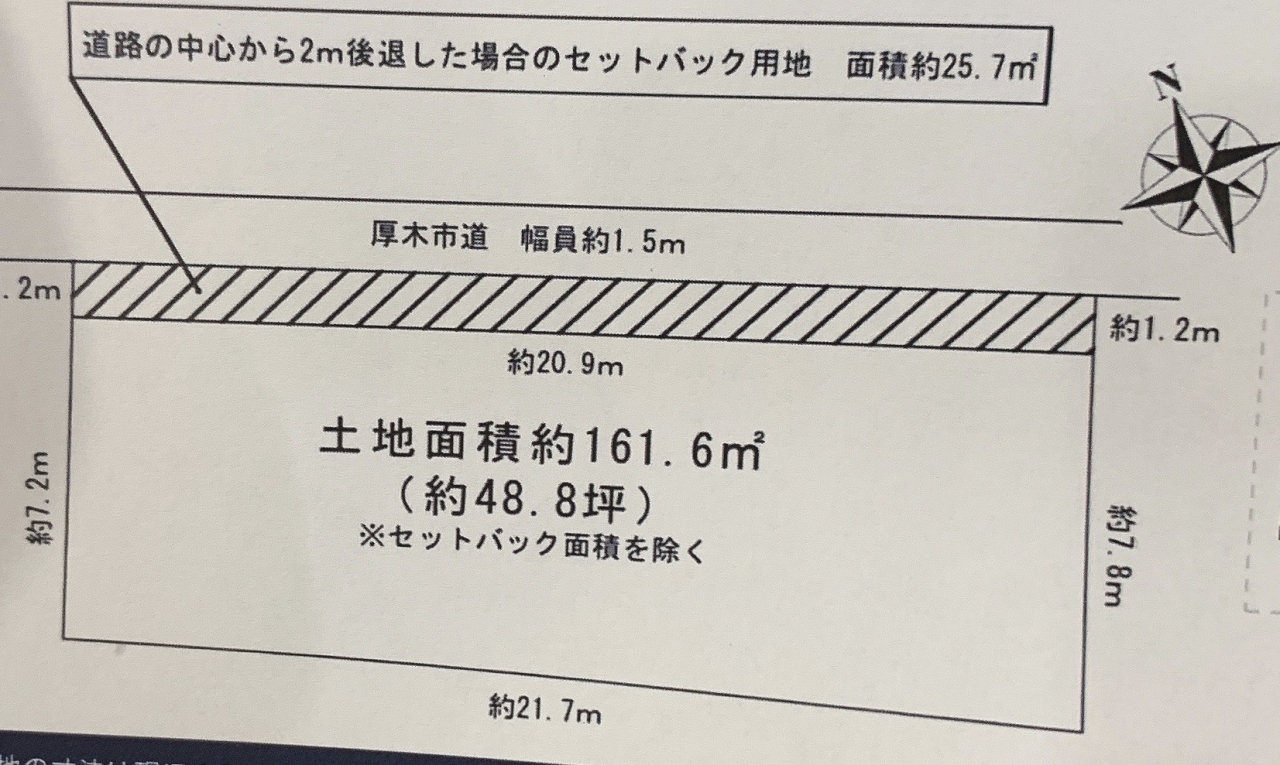 道路の中心から2m後退した場合のセットバック用地　面積約25.7㎡
N
厚木市道　幅員約1.5m
.2m
約1.2m
約20.9m
土地面積約161.6㎡
（約48.8坪）
※セットバック面積を除く
約7.2m
約7.8m
約21.7m